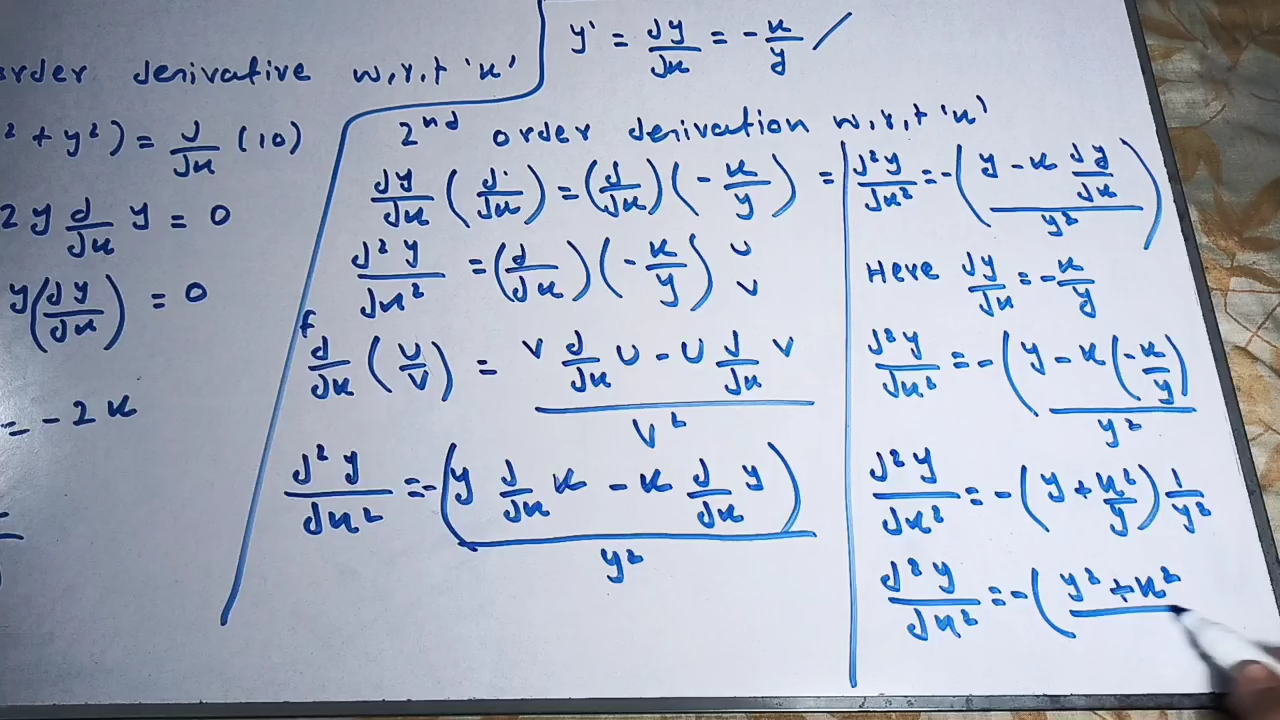 order derivative w.r.t 'x'
² + y²) = d/dx (10)
2y d/dx y = 0
y(dy/dx) = 0
= -2x
y' = dy/dx = -x/y /
2nd order derivation w.r.t 'x'
dy/dx (d·/dx) = (d/dx)(-x/y) =
d²y/dx² = (d/dx)(-x/y) u v
f d/dx (u/v) = (v d/dx u - u d/dx v)/v²
d²y/dx² = -(y d/dx x - x d/dx y)/y²
d²y/dx² = -(y - x dy/dx)/y²
Here dy/dx = -x/y
d²y/dx² = -(y - x(-x/y))/y²
d²y/dx² = -(y + x²/y) 1/y²
d²y/dx² = -(y² + x²